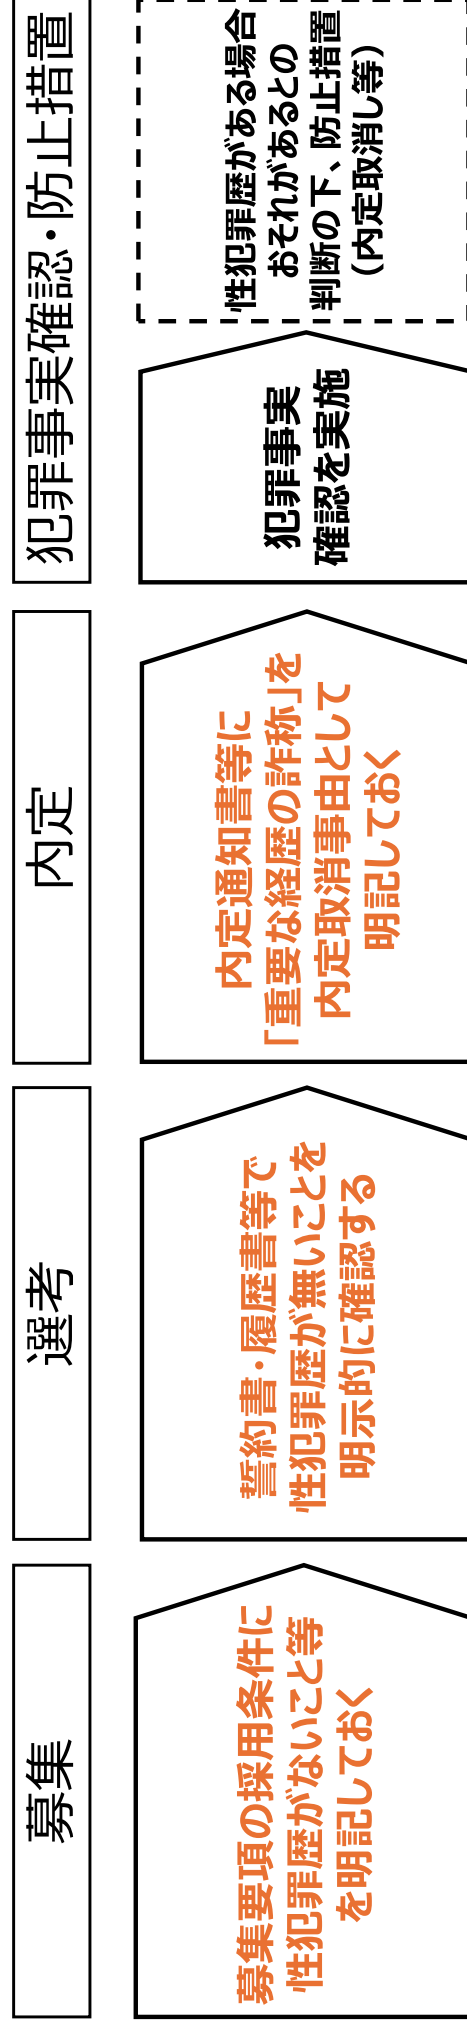 募集
募集要項の採用条件に
性犯罪歴がないこと等
を明記しておく
選考
誓約書・履歴書等で
性犯罪歴が無いことを
明示的に確認する
内定
内定通知書等に
「重要な経歴の詐称」を
内定取消事由として
明記しておく
犯罪事実確認・防止措置
犯罪事実
確認を実施
性犯罪歴がある場合
おそれがあるとの
判断の下、防止措置
（内定取消し等）